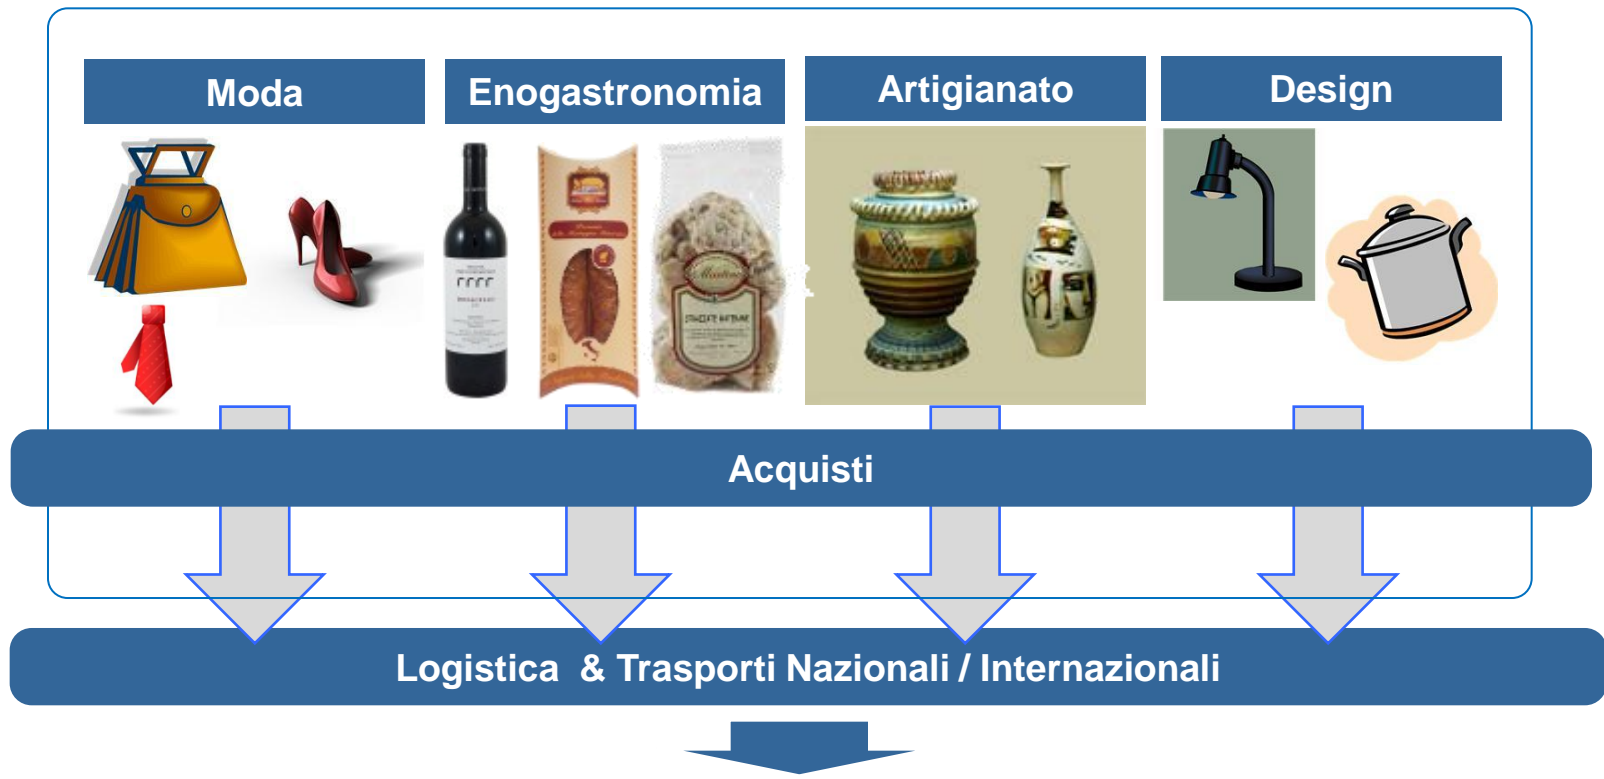 Moda
Enogastronomia
Artigianato
Design
&
Acquisti
Logistica & Trasporti Nazionali / Internazionali